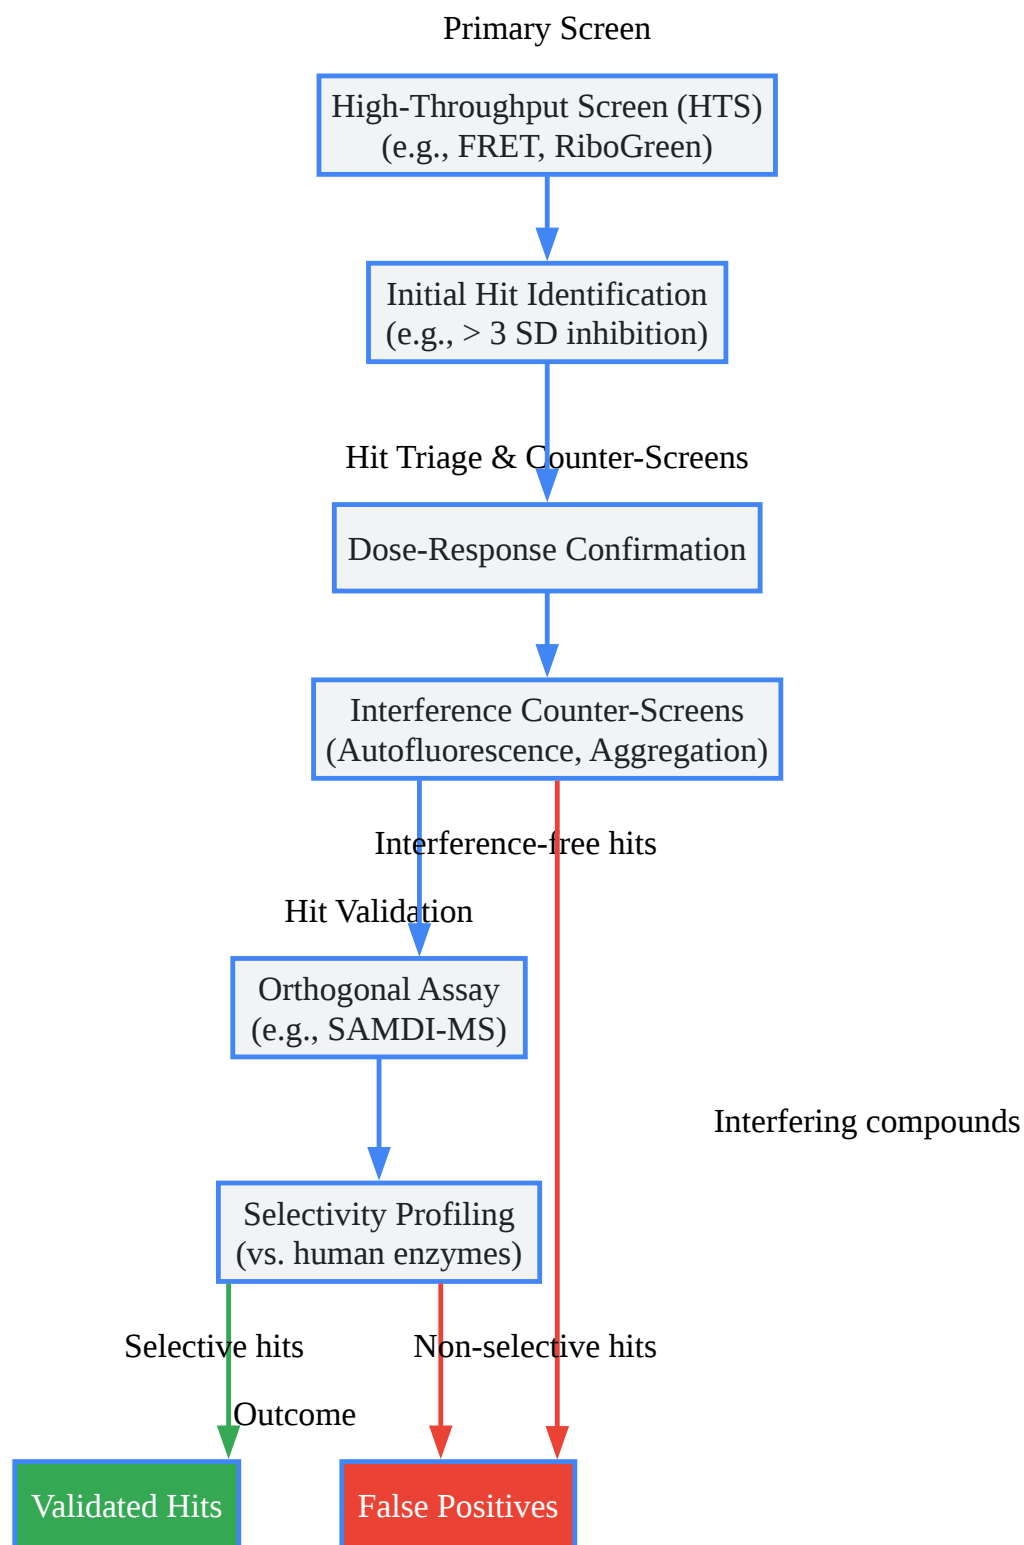 Primary Screen
High-Throughput Screen (HTS)
(e.g., FRET, RiboGreen)
Initial Hit Identification
(e.g., > 3 SD inhibition)
Hit Triage & Counter-Screens
Dose-Response Confirmation
Interference Counter-Screens
(Autofluorescence, Aggregation)
Interference-free hits
Hit Validation
Orthogonal Assay
(e.g., SAMDI-MS)
Interfering compounds
Selectivity Profiling
(vs. human enzymes)
Selective hits
Non-selective hits
Outcome
Validated Hits
False Positives